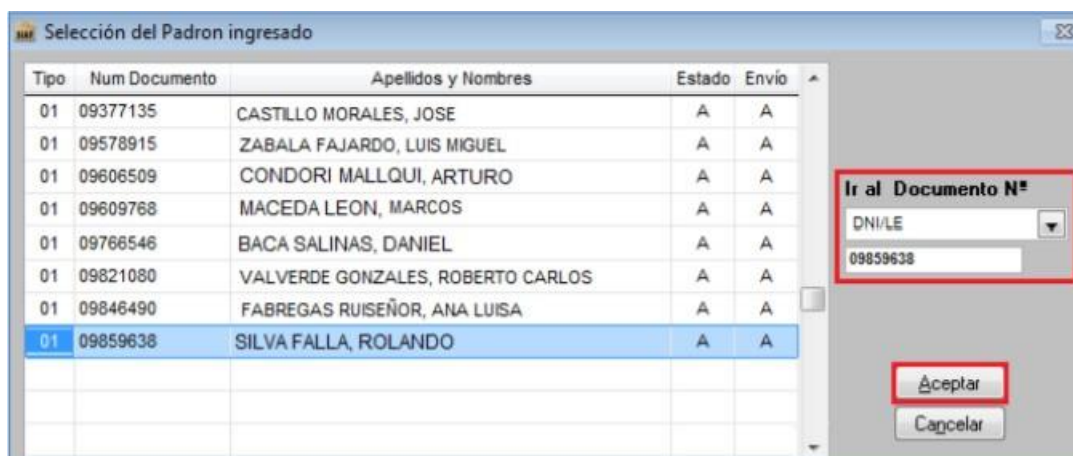 SIAF Selección del Padron ingresado
Tipo Num Documento Apellidos y Nombres Estado Envío
01 09377135 CASTILLO MORALES, JOSE A A
01 09578915 ZABALA FAJARDO, LUIS MIGUEL A A
01 09606509 CONDORI MALLQUI, ARTURO A A
01 09609768 MACEDA LEON, MARCOS A A
01 09766546 BACA SALINAS, DANIEL A A
01 09821080 VALVERDE GONZALES, ROBERTO CARLOS A A
01 09846490 FABREGAS RUISEÑOR, ANA LUISA A A
01 09859638 SILVA FALLA, ROLANDO A A
Ir al Documento Nº
DNI/LE
09859638
Aceptar
Cancelar